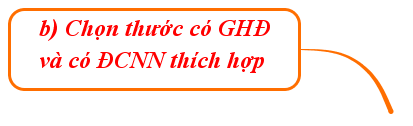 b) Chọn thước có GHĐ
và có ĐCNN thích hợp